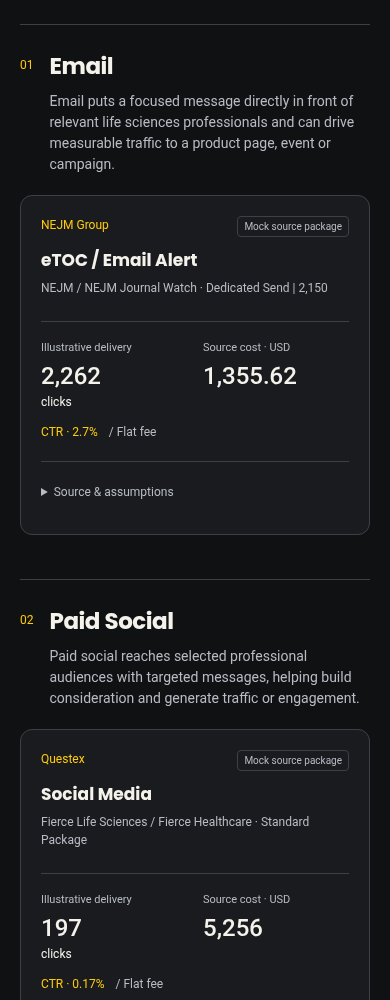 01 Email
Email puts a focused message directly in front of
relevant life sciences professionals and can drive
measurable traffic to a product page, event or
campaign.
NEJM Group
Mock source package
eTOC / Email Alert
NEJM / NEJM Journal Watch · Dedicated Send | 2,150
Illustrative delivery
Source cost · USD
2,262
1,355.62
clicks
CTR · 2.7% / Flat fee
Source & assumptions
02 Paid Social
Paid social reaches selected professional
audiences with targeted messages, helping build
consideration and generate traffic or engagement.
Questex
Mock source package
Social Media
Fierce Life Sciences / Fierce Healthcare · Standard
Package
Illustrative delivery
Source cost · USD
197
5,256
clicks
CTR · 0.17% / Flat fee